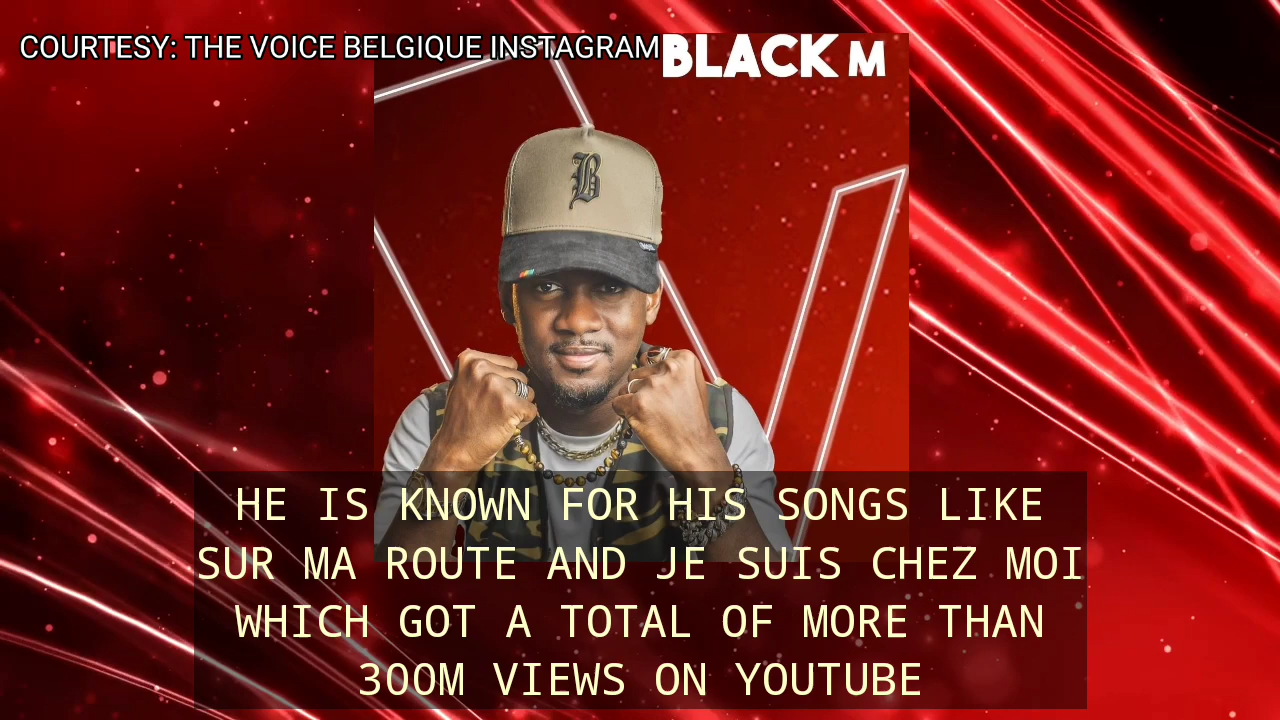 COURTESY: THE VOICE BELGIQUE INSTAGRAM
BLACK M
B
HE IS KNOWN FOR HIS SONGS LIKE
SUR MA ROUTE AND JE SUIS CHEZ MOI
WHICH GOT A TOTAL OF MORE THAN
300M VIEWS ON YOUTUBE